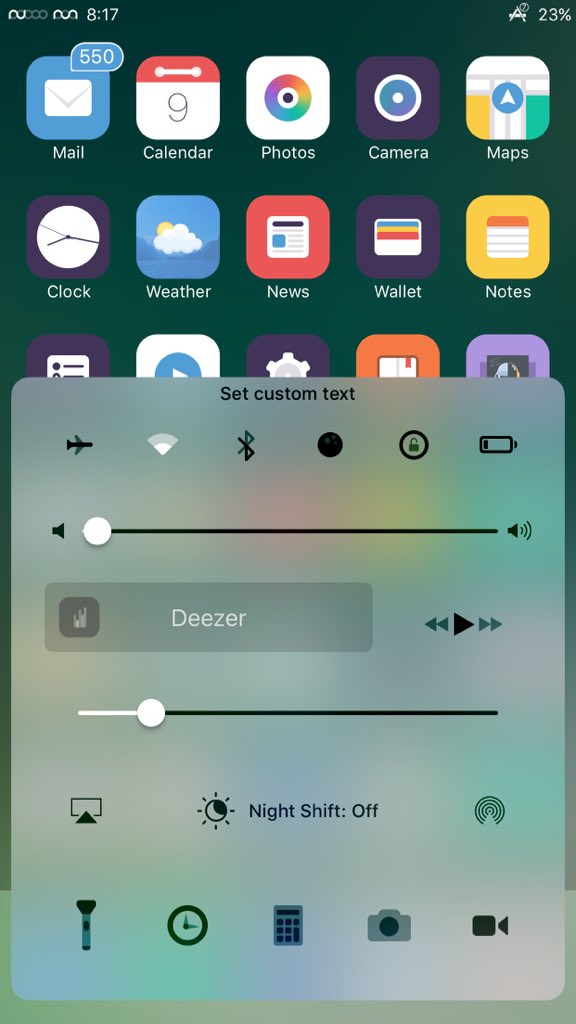 8:17
7
23%
550
Mail
9
Calendar
Photos
Camera
Maps
Clock
Weather
News
Wallet
Notes
Set custom text
Deezer
Night Shift: Off